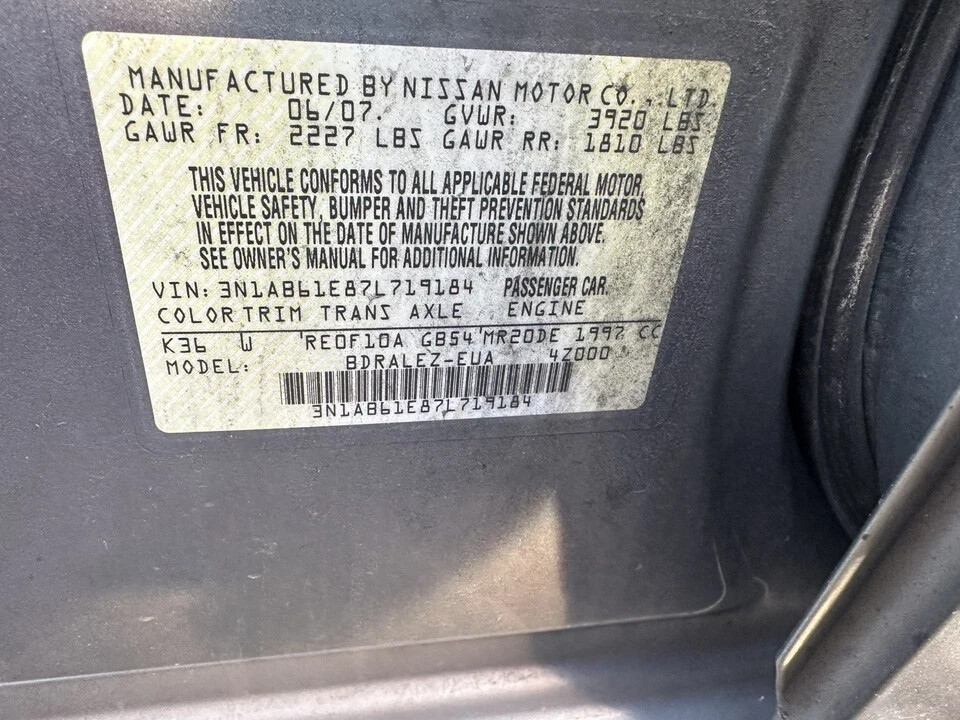 MANUFACTURED BY NISSAN MOTOR CO., LTD.
DATE: 06/07. GVWR: 3920 LBS
GAWR FR: 2227 LBS GAWR RR: 1810 LBS
THIS VEHICLE CONFORMS TO ALL APPLICABLE FEDERAL MOTOR
VEHICLE SAFETY, BUMPER AND THEFT PREVENTION STANDARDS
IN EFFECT ON THE DATE OF MANUFACTURE SHOWN ABOVE.
SEE OWNER'S MANUAL FOR ADDITIONAL INFORMATION.
VIN: 3N1AB61E87L719184 PASSENGER CAR
COLOR TRIM TRANS AXLE ENGINE
K36 W RE0F10A GB54 MR20DE 1997 CC
MODEL: BDRALEZ-EUA 4Z000
3N1AB61E87L719184